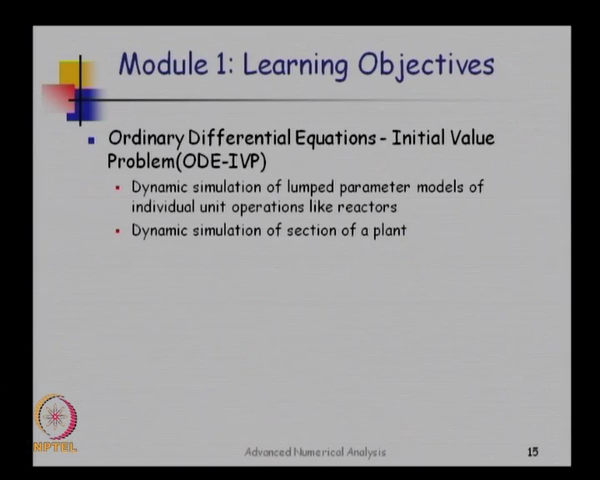 Module 1: Learning Objectives
Ordinary Differential Equations - Initial Value
Problem(ODE-IVP)
Dynamic simulation of lumped parameter models of
individual unit operations like reactors
Dynamic simulation of section of a plant
NPTEL
Advanced Numerical Analysis
15